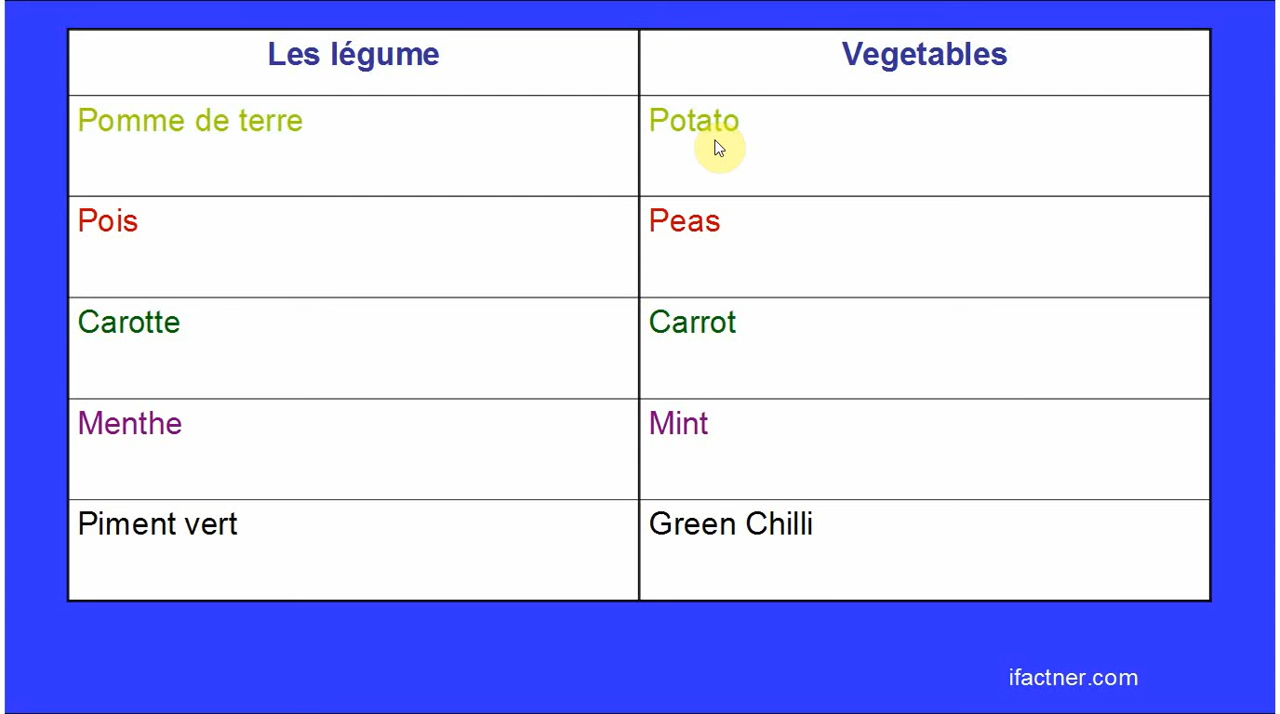 Les légume Vegetables
Pomme de terre Potato
Pois Peas
Carotte Carrot
Menthe Mint
Piment vert Green Chilli
ifactner.com